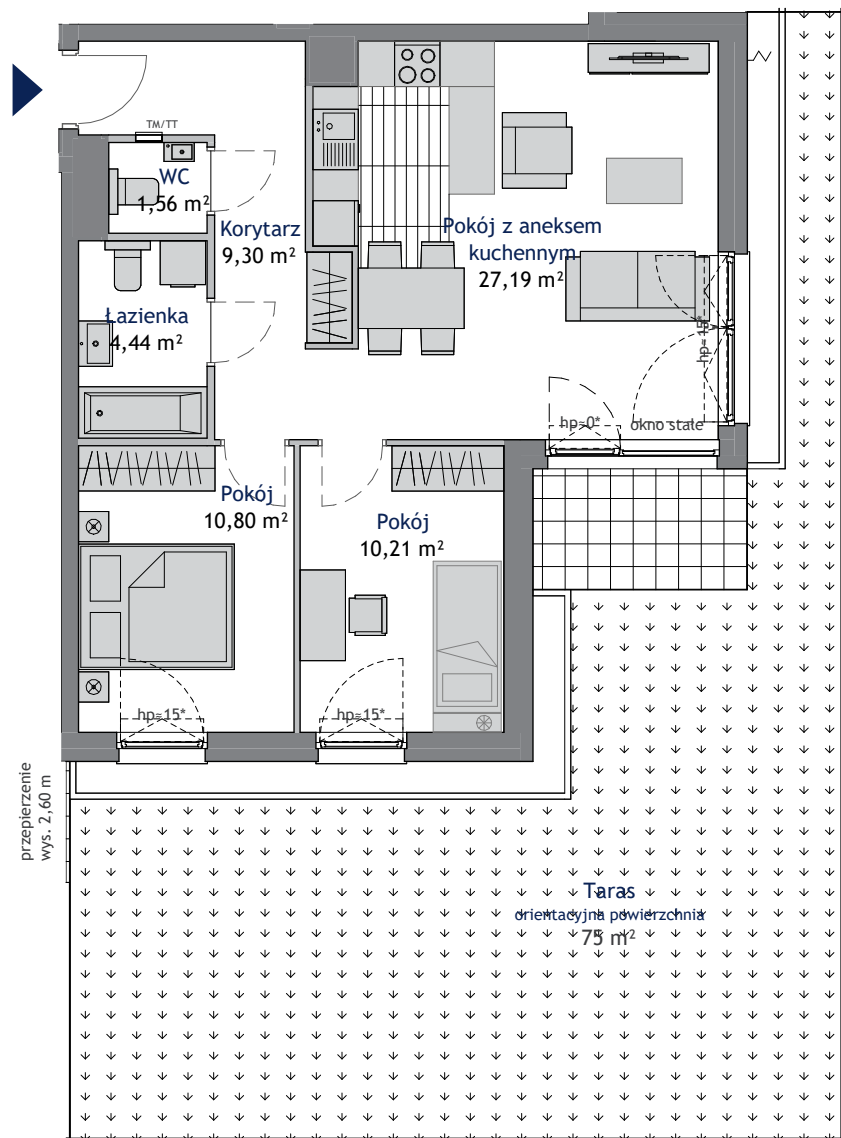 TM/TT
WC
1,56 m²
Korytarz
9,30 m²
Pokój z aneksem
kuchennym
27,19 m²
Łazienka
4,44 m²
hp≈15*
hp≈0*
okno stałe
Pokój
10,80 m²
Pokój
10,21 m²
hp≈15*
hp≈15*
przepierzenie
wys. 2,60 m
Taras
orientacyjna powierzchnia
75 m²